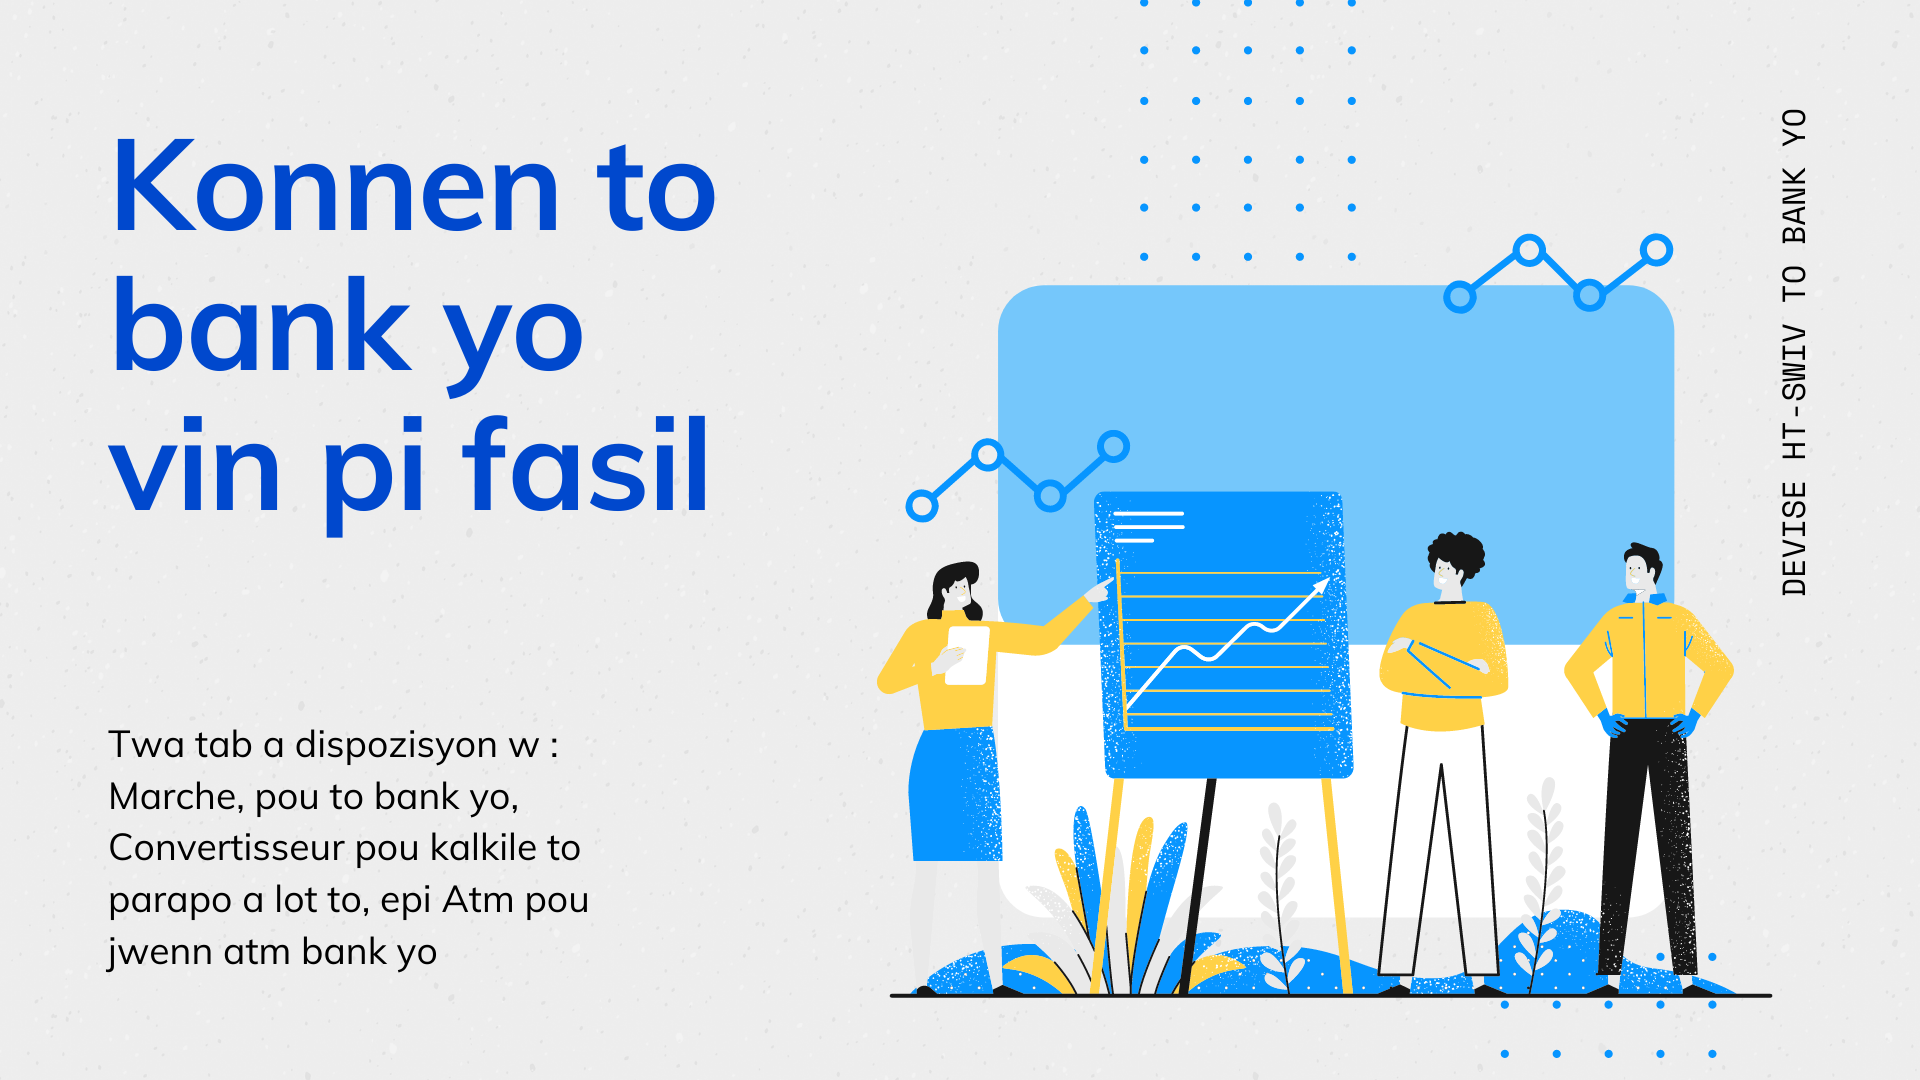 Konnen to
bank yo
vin pi fasil
Twa tab a dispozisyon w :
Marche, pou to bank yo,
Convertisseur pou kalkile to
parapo a lot to, epi Atm pou
jwenn atm bank yo
DEVISE HT-SWIV TO BANK YO